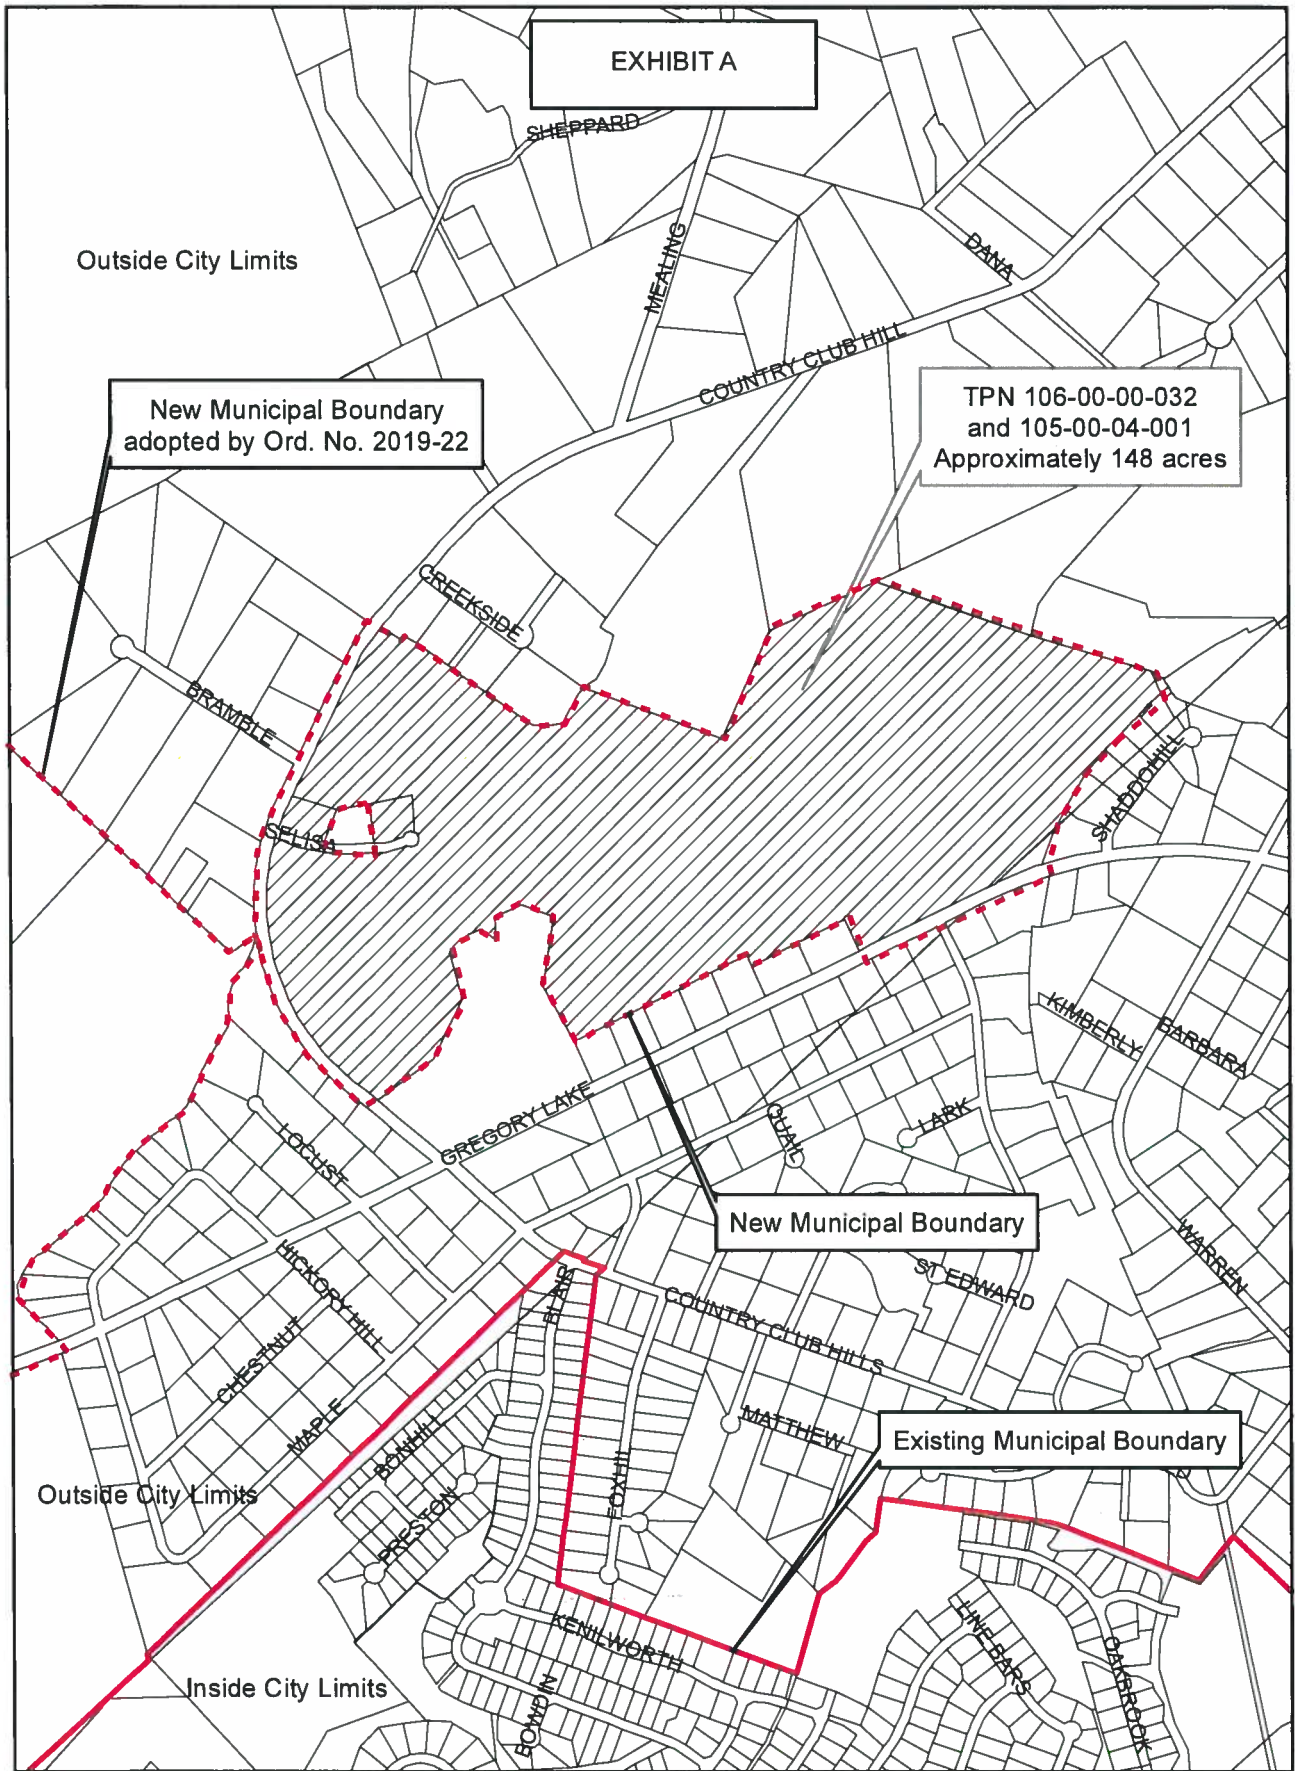 EXHIBIT A
SHEPPARD
Outside City Limits
MEALING
DANA
COUNTRY CLUB HILL
New Municipal Boundary
adopted by Ord. No. 2019-22
TPN 106-00-00-032
and 105-00-04-001
Approximately 148 acres
CREEKSIDE
BRAMBLE
SELISA
SHADDOHILL
KIMBERLY
BARBARA
GREGORY LAKE
QUAIL
LARK
LOCUST
New Municipal Boundary
WARREN
HICKORY HILL
ST EDWARD
BLAIR
COUNTRY CLUB HILLS
CHESTNUT
MAPLE
MATTHEW
BONHILL
Existing Municipal Boundary
FOXHILL
Outside City Limits
PRESTON
KENILWORTH
LINE BARS
OAKBROOK
Inside City Limits
BOWDIN